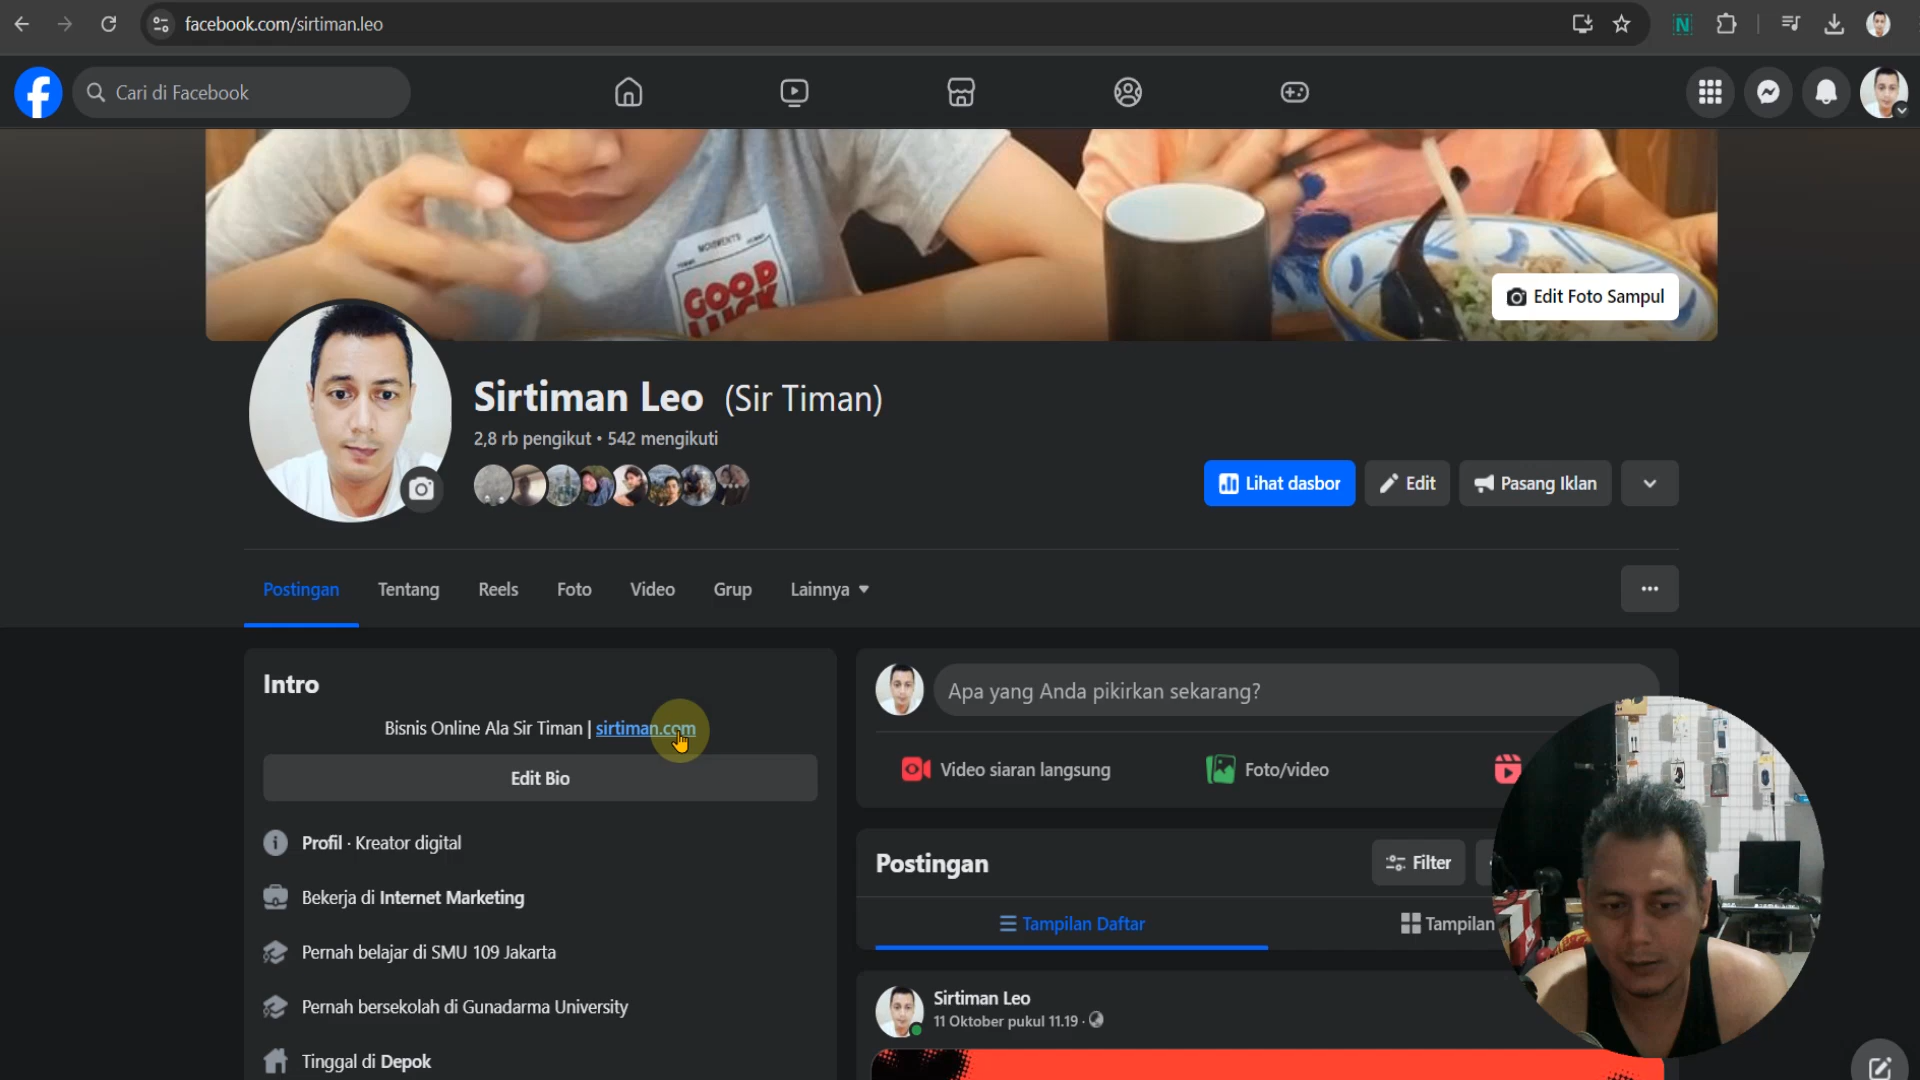 facebook.com/sirtiman.leo
N
Cari di Facebook
MOVEMENTS
GOOD
LUCK
Edit Foto Sampul
Sirtiman Leo (Sir Timan)
2,8 rb pengikut • 542 mengikuti
Lihat dasbor
Edit
Pasang Iklan
Postingan
Tentang
Reels
Foto
Video
Grup
Lainnya
Intro
Bisnis Online Ala Sir Timan | sirtiman.com
Edit Bio
Profil · Kreator digital
Bekerja di Internet Marketing
Pernah belajar di SMU 109 Jakarta
Pernah bersekolah di Gunadarma University
Tinggal di Depok
Apa yang Anda pikirkan sekarang?
Video siaran langsung
Foto/video
Postingan
Filter
Tampilan Daftar
Tampilan
Sirtiman Leo
11 Oktober pukul 11.19 ·